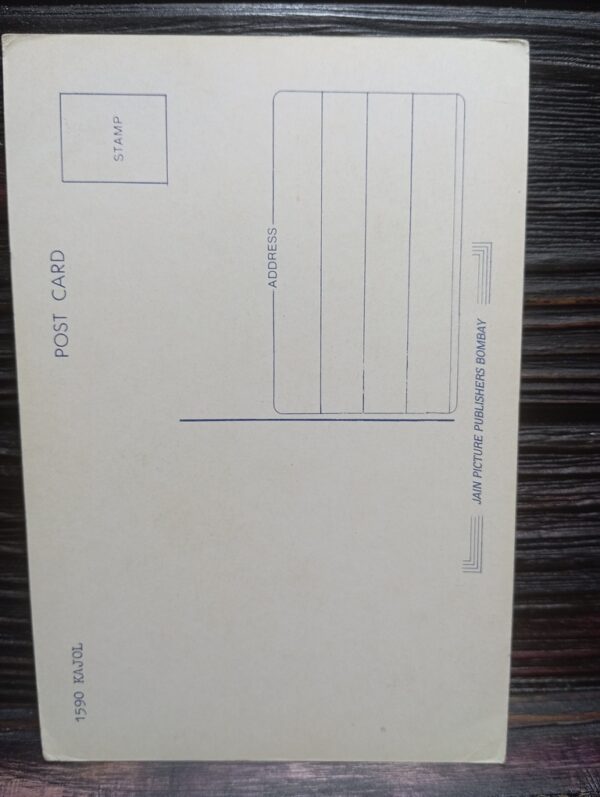 1590 KAJOL
POST CARD
STAMP
ADDRESS
JAIN PICTURE PUBLISHERS BOMBAY